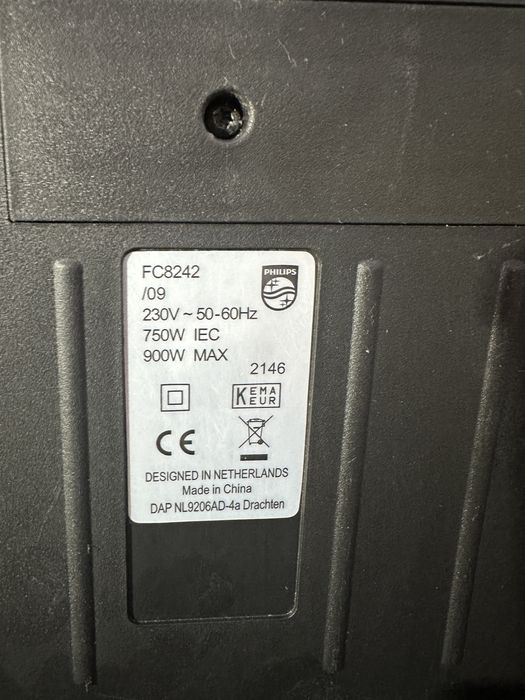 FC8242
PHILIPS
/09
230V ~ 50-60Hz
750W IEC
900W MAX
2146
KEMA
EUR
CE
DESIGNED IN NETHERLANDS
Made in China
DAP NL9206AD-4a Drachten